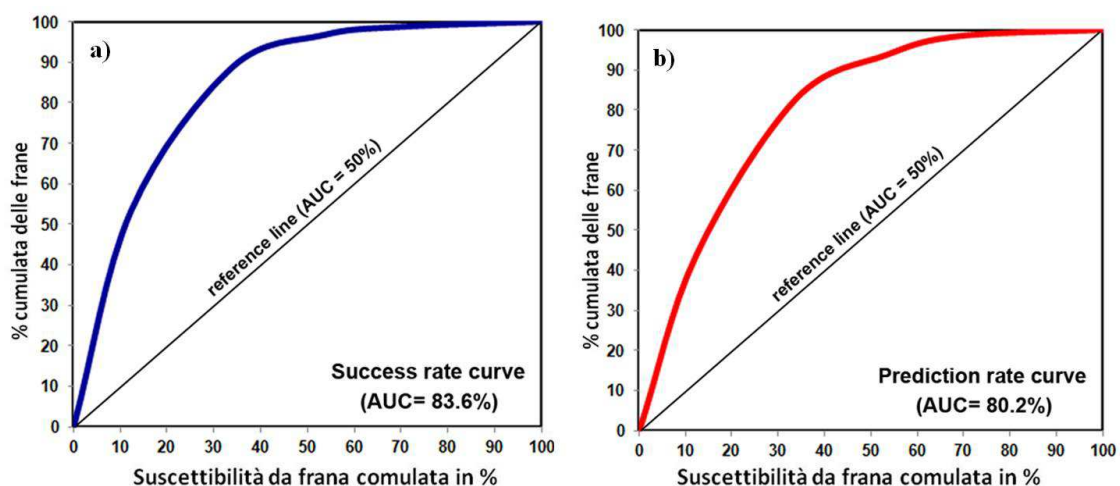 a)
% cumulata delle frane
100
90
80
70
60
50
40
30
20
10
0
reference line (AUC = 50%)
Success rate curve
(AUC= 83.6%)
0 10 20 30 40 50 60 70 80 90 100
Suscettibilità da frana comulata in %
b)
% cumulata delle frane
100
90
80
70
60
50
40
30
20
10
0
reference line (AUC = 50%)
Prediction rate curve
(AUC= 80.2%)
0 10 20 30 40 50 60 70 80 90 100
Suscettibilità da frana comulata in %